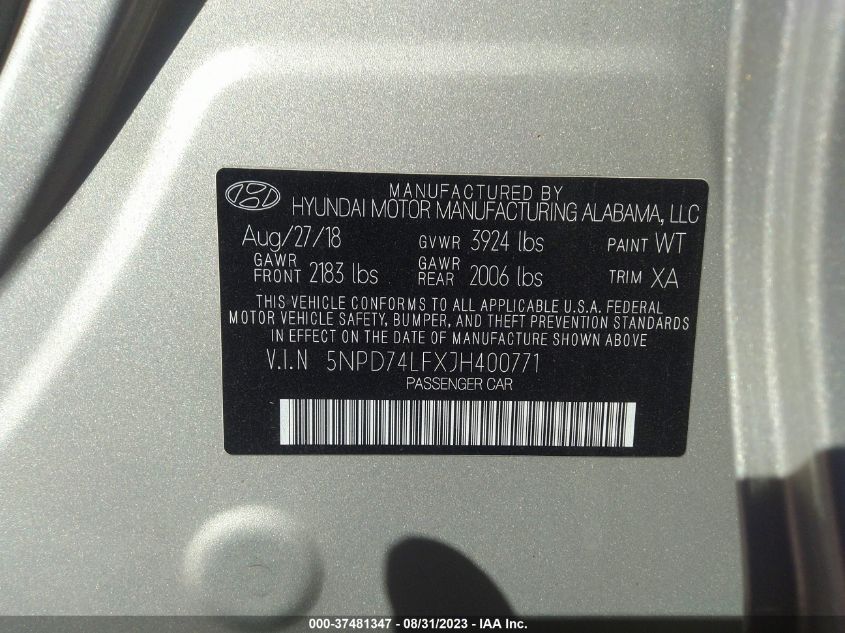 MANUFACTURED BY
HYUNDAI MOTOR MANUFACTURING ALABAMA, LLC
Aug/27/18 GVWR 3924 lbs PAINT WT
GAWR FRONT 2183 lbs GAWR REAR 2006 lbs TRIM XA
THIS VEHICLE CONFORMS TO ALL APPLICABLE U.S.A. FEDERAL
MOTOR VEHICLE SAFETY, BUMPER, AND THEFT PREVENTION STANDARDS
IN EFFECT ON THE DATE OF MANUFACTURE SHOWN ABOVE
V.I.N 5NPD74LFXJH400771
PASSENGER CAR
000-37481347 - 08/31/2023 - IAA Inc.